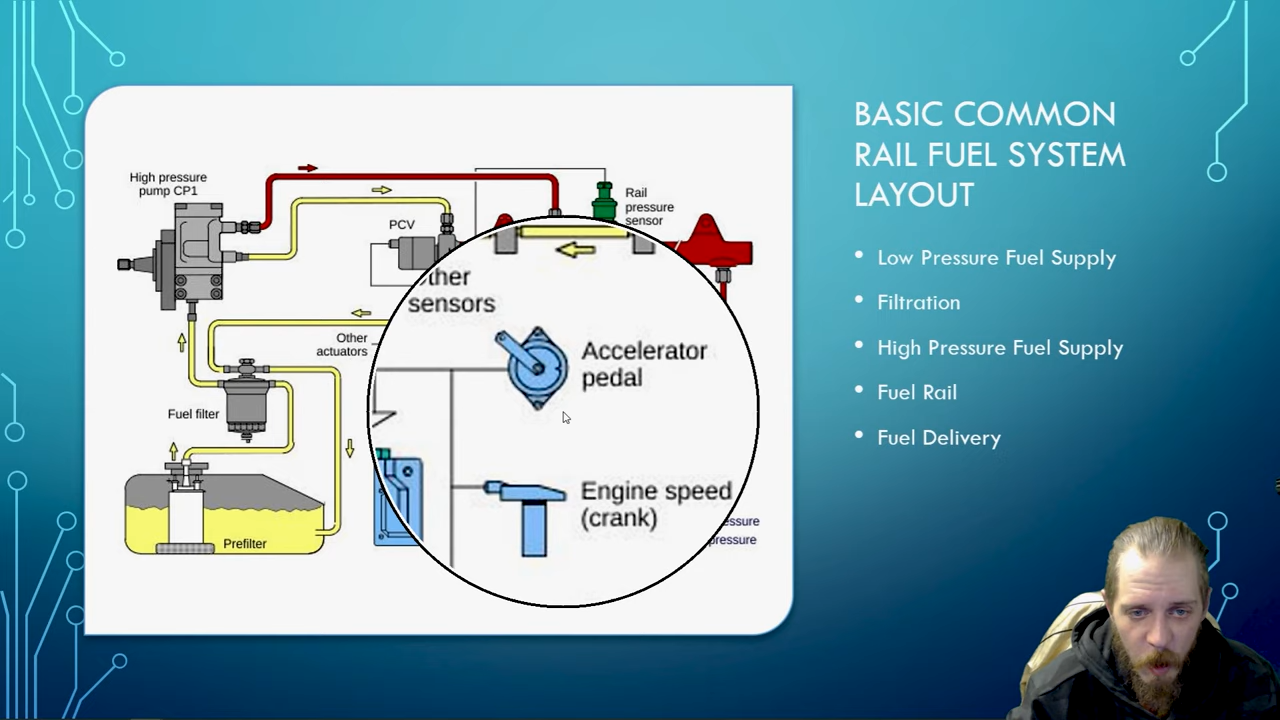 BASIC COMMON
RAIL FUEL SYSTEM
LAYOUT
• Low Pressure Fuel Supply
• Filtration
• High Pressure Fuel Supply
• Fuel Rail
• Fuel Delivery
High pressure
pump CP1
PCV
Rail
pressure
sensor
Other
actuators
Fuel filter
Prefilter
sensors
Accelerator
pedal
Engine speed
(crank)
pressure